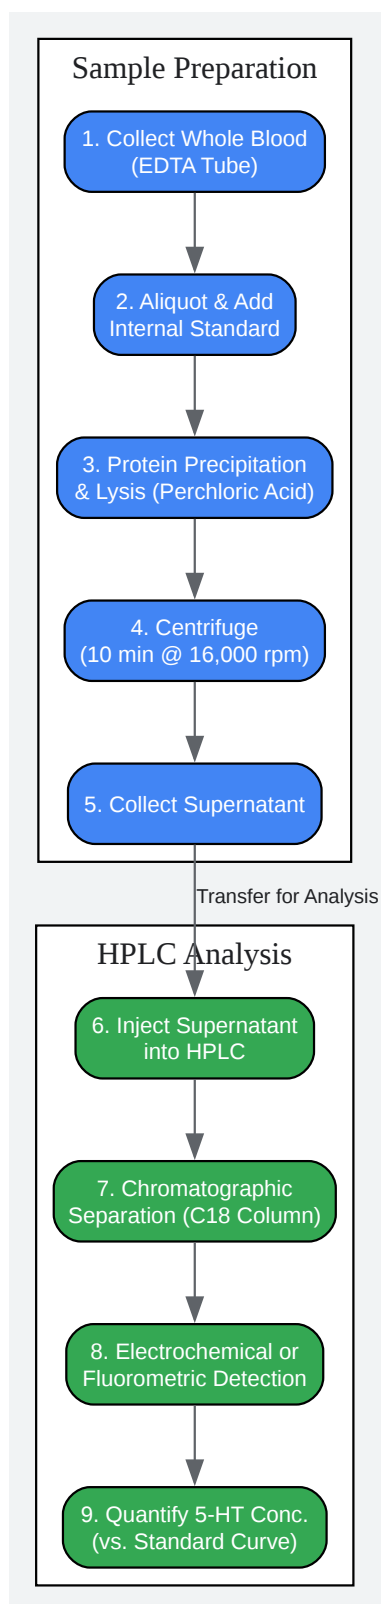 Sample Preparation
1. Collect Whole Blood
(EDTA Tube)
2. Aliquot & Add
Internal Standard
3. Protein Precipitation
& Lysis (Perchloric Acid)
4. Centrifuge
(10 min @ 16,000 rpm)
5. Collect Supernatant
Transfer for Analysis
HPLC Analysis
6. Inject Supernatant
into HPLC
7. Chromatographic
Separation (C18 Column)
8. Electrochemical or
Fluorometric Detection
9. Quantify 5-HT Conc.
(vs. Standard Curve)